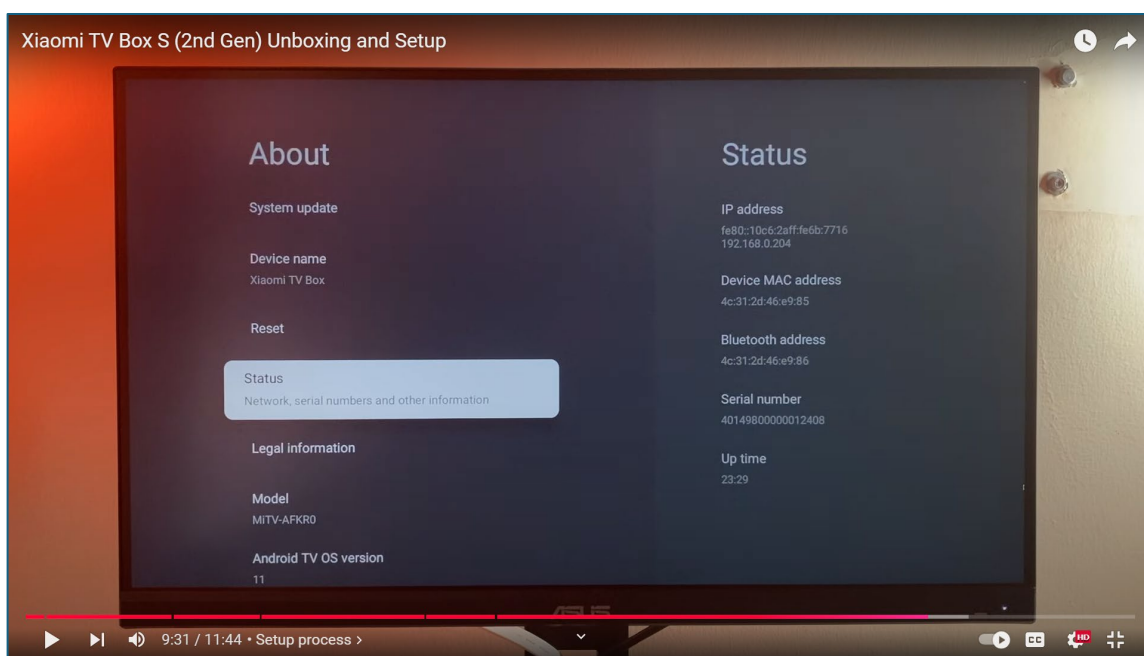 Xiaomi TV Box S (2nd Gen) Unboxing and Setup
About
System update
Device name
Xiaomi TV Box
Reset
Status
Network, serial numbers and other information
Legal information
Model
MiTV-AFKR0
Android TV OS version
11
Status
IP address
fe80::10c6:2aff:fe6b:7716
192.168.0.204
Device MAC address
4c:31:2d:46:e9:85
Bluetooth address
4c:31:2d:46:e9:86
Serial number
40149800000012408
Up time
23:29
ASUS
9:31 / 11:44 • Setup process >
CC
HD